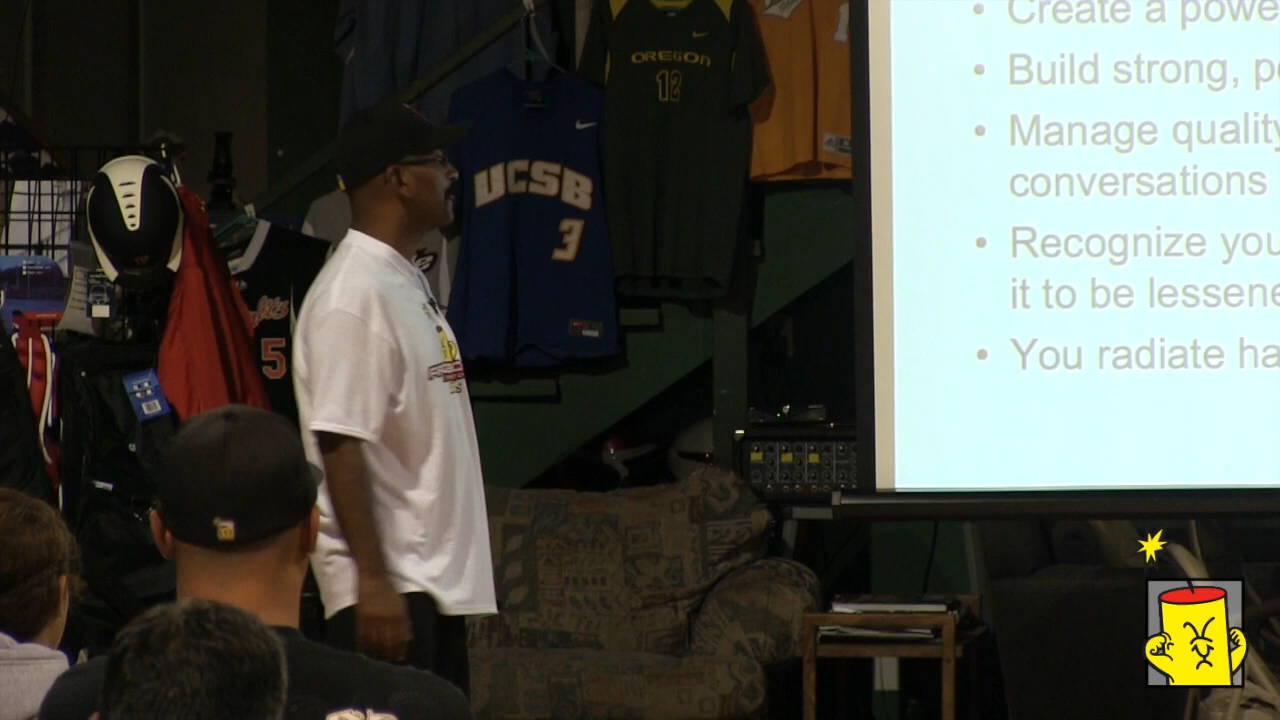 • Create a powe
• Build strong, p
• Manage quality
conversations
• Recognize you
it to be lessene
• You radiate ha
OREGON
12
UCSB
3
5